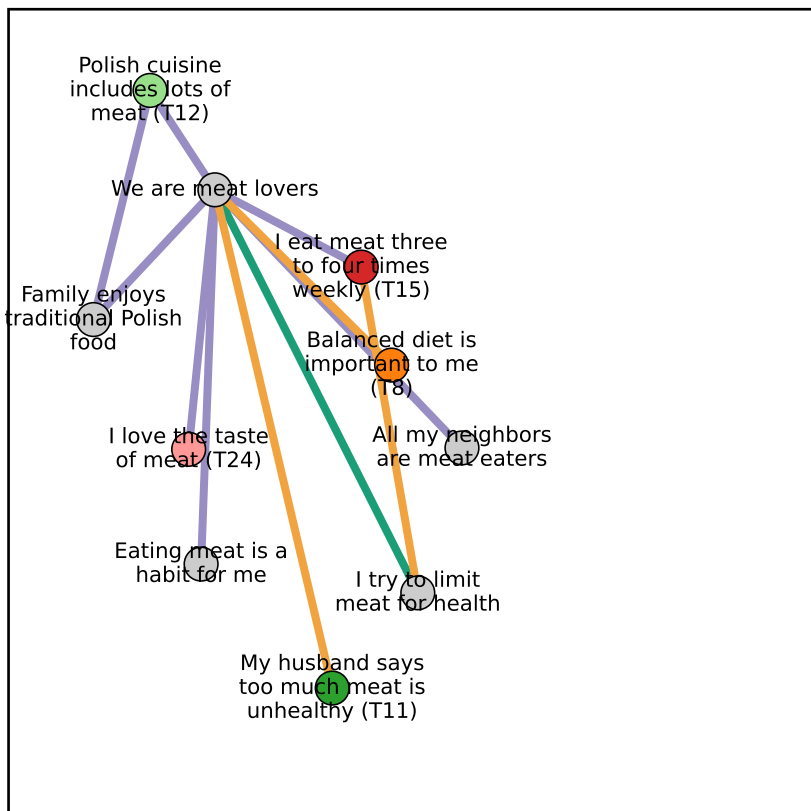 Polish cuisine
includes lots of
meat (T12)
We are meat lovers
I eat meat three
to four times
weekly (T15)
Family enjoys
traditional Polish
food
Balanced diet is
important to me
(T8)
I love the taste
of meat (T24)
All my neighbors
are meat eaters
Eating meat is a
habit for me
I try to limit
meat for health
My husband says
too much meat is
unhealthy (T11)